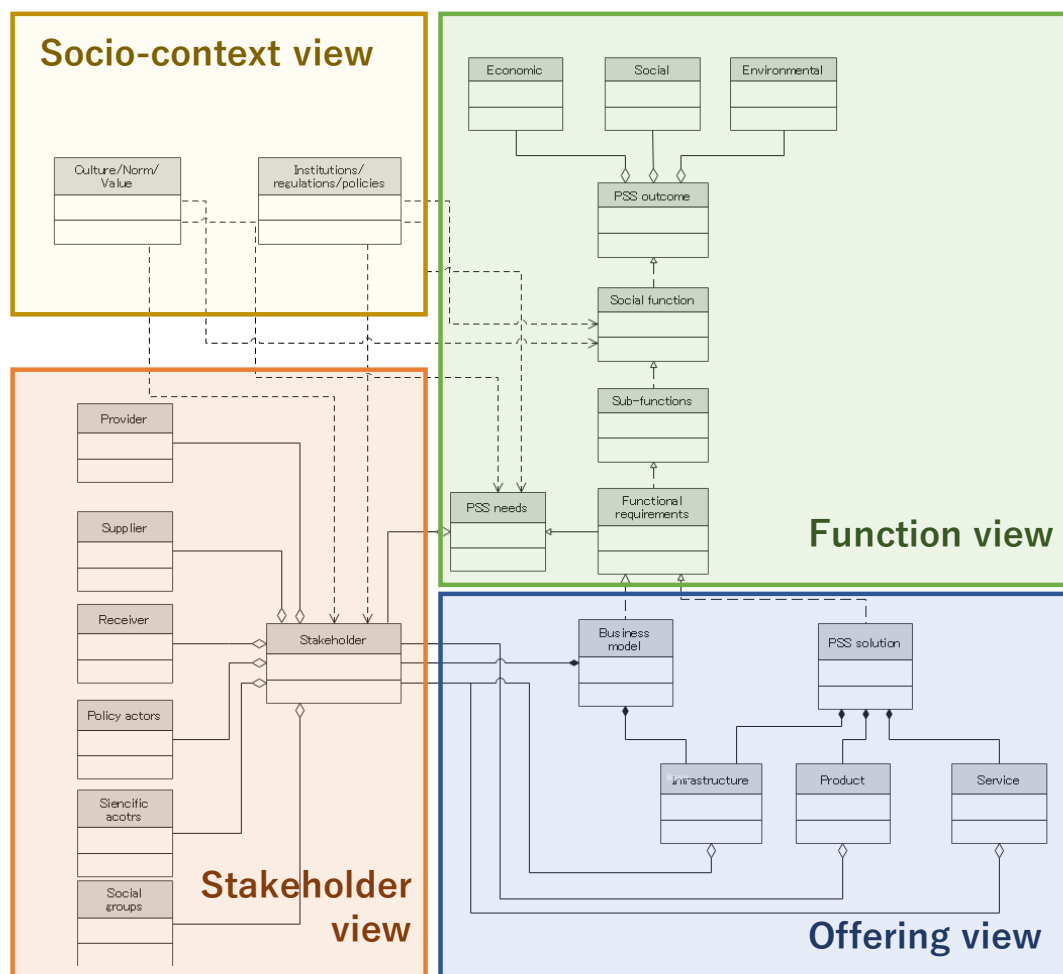 Socio-context view
Culture/Norm/
Value
Institutions/
regulations/policies
Economic
Social
Environmental
PSS outcome
Social function
Sub-functions
Functional
requirements
PSS needs
Function view
Provider
Supplier
Receiver
Policy actors
Siencific
acotrs
Social
groups
Stakeholder
Stakeholder
view
Business
model
PSS solution
Infrastructure
Product
Service
Offering view